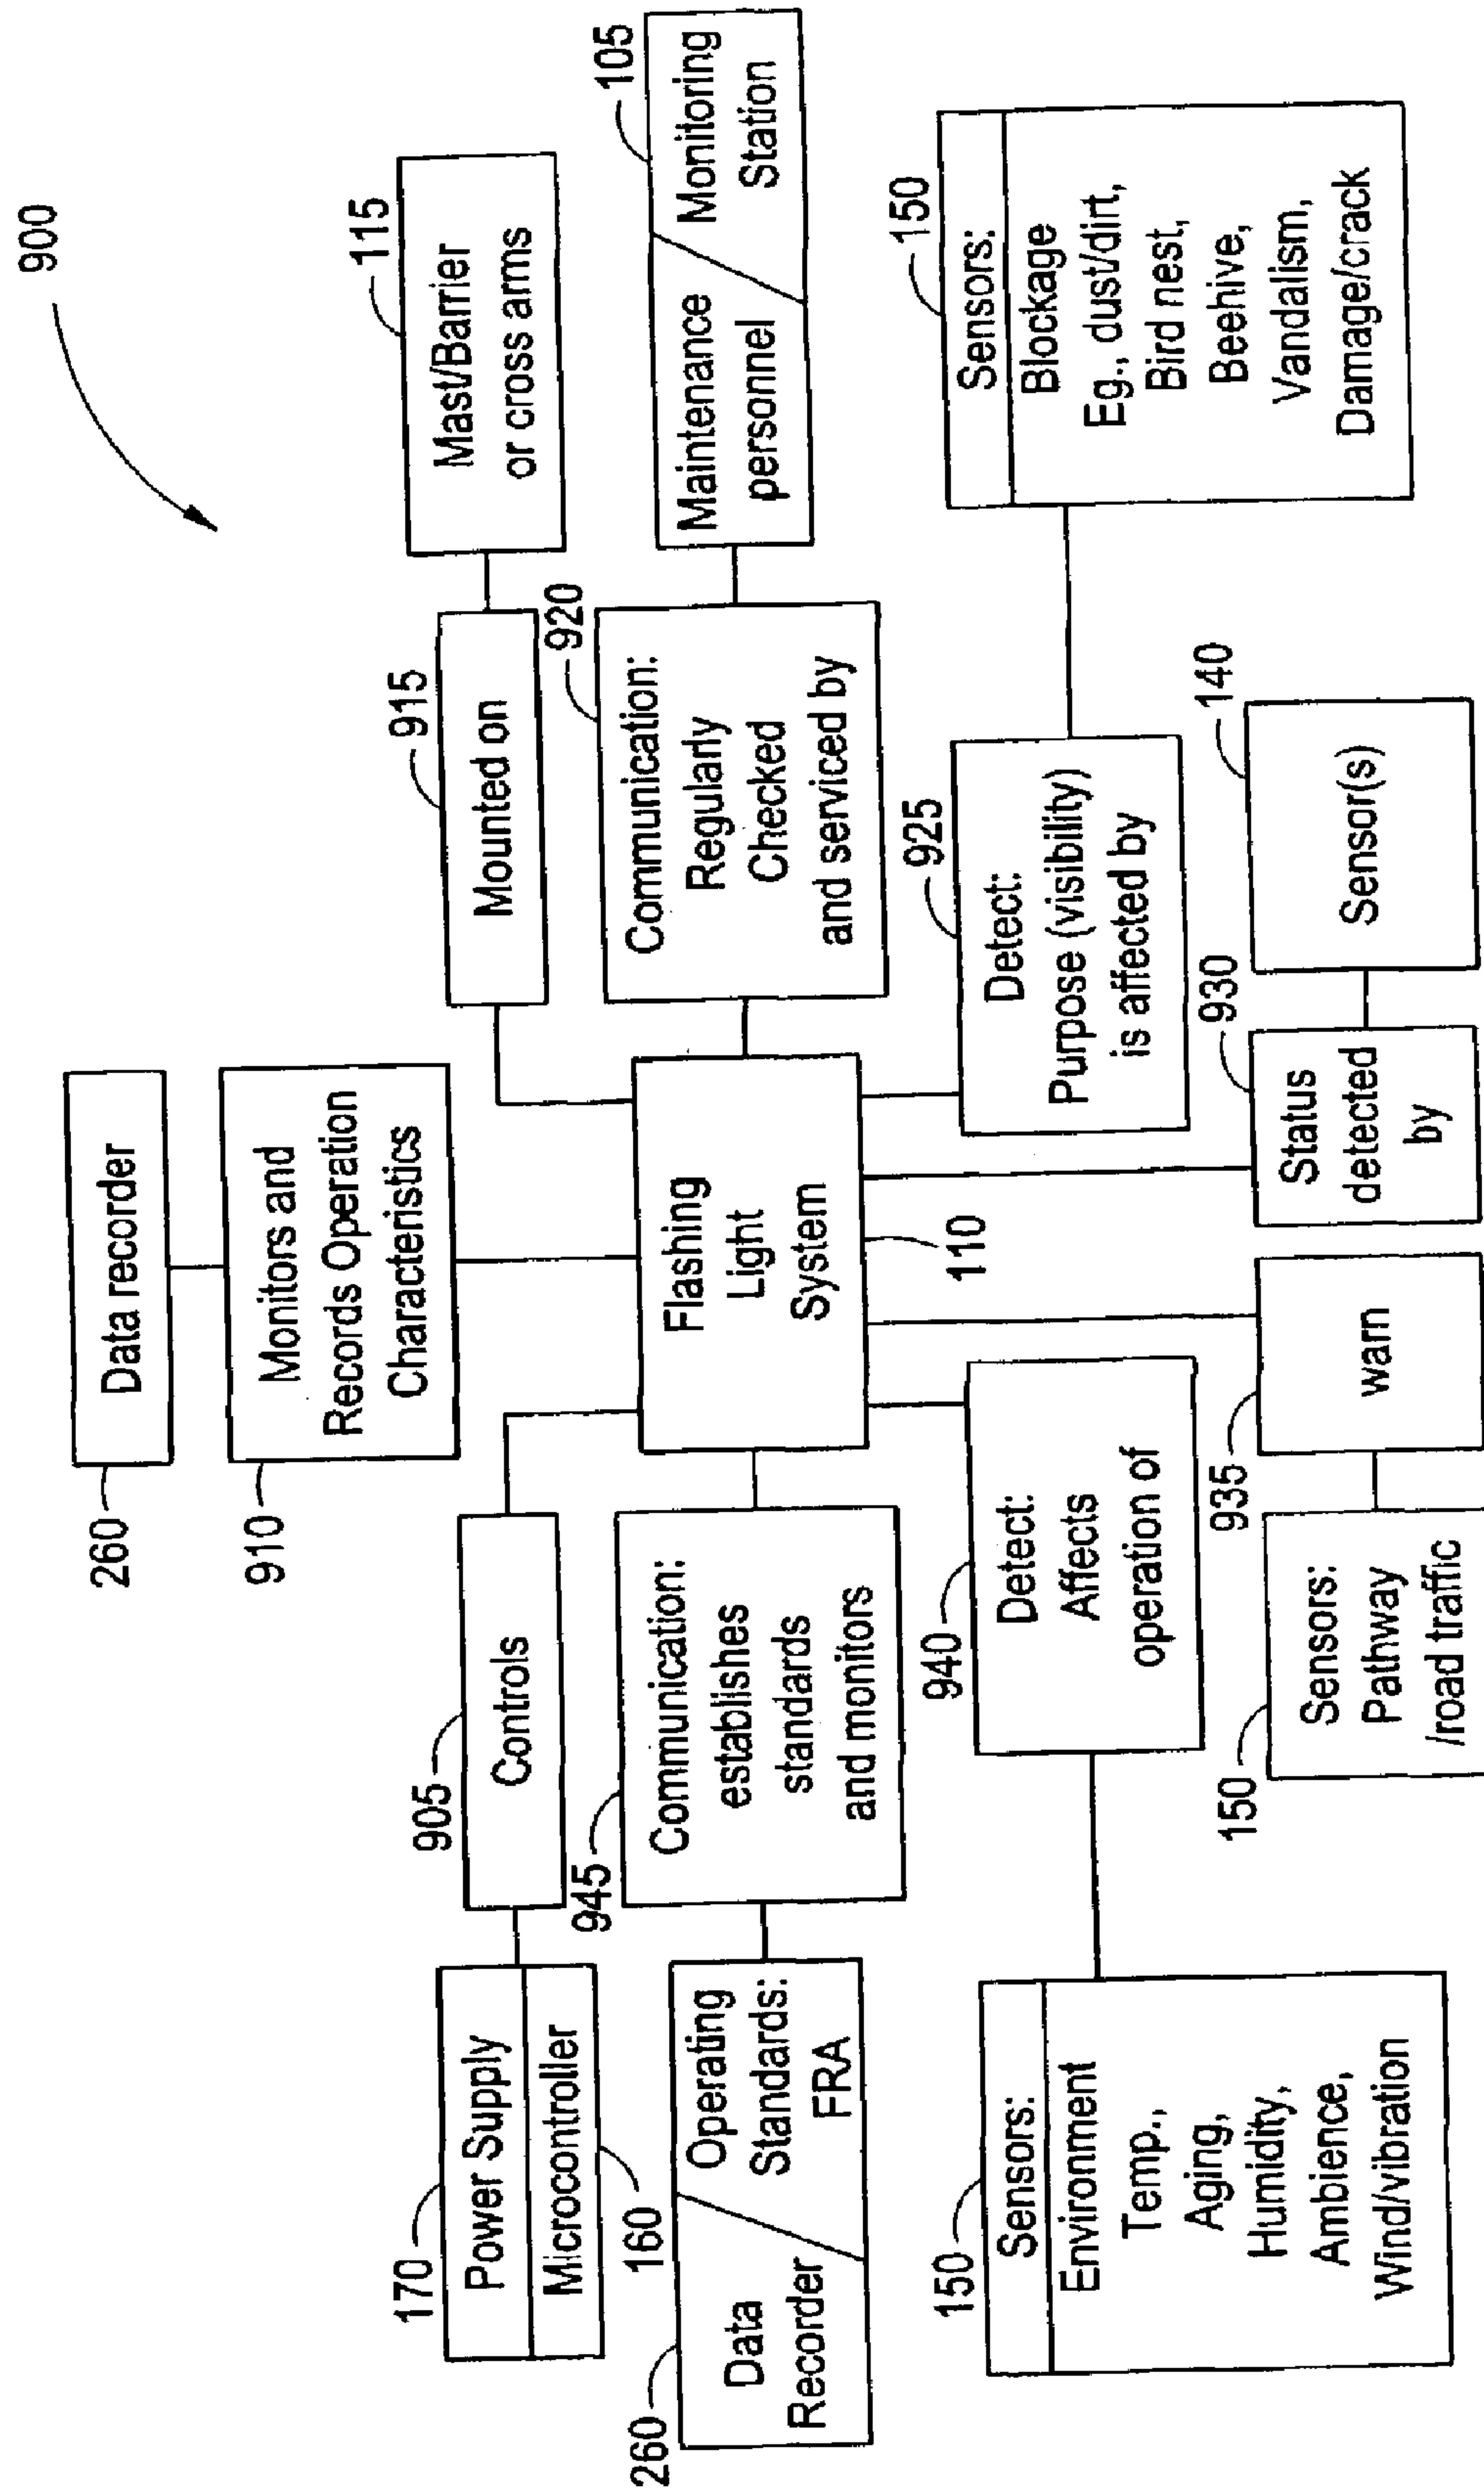 900
260
Data recorder
910
Monitors and
Records Operation
Characteristics
170
Power Supply
Microcontroller
160
905
Controls
915
Mounted on
115
Mast/Barrier
or cross arms
260
Data
Recorder
Operating
Standards:
FRA
945
Communication:
establishes
standards
and monitors
Flashing
Light
System
110
920
Communication:
Regularly
Checked
and serviced by
Maintenance
personnel
105
Monitoring
Station
150
Sensors:
Environment
Temp.,
Aging,
Humidity,
Ambience,
Wind/vibration
940
Detect:
Affects
operation of
925
Detect:
Purpose (visibility)
is affected by
150
Sensors:
Blockage
Eg., dust/dirt,
Bird nest,
Beehive,
Vandalism,
Damage/crack
150
Sensors:
Pathway
/road traffic
935
warn
930
Status
detected
by
140
Sensor(s)